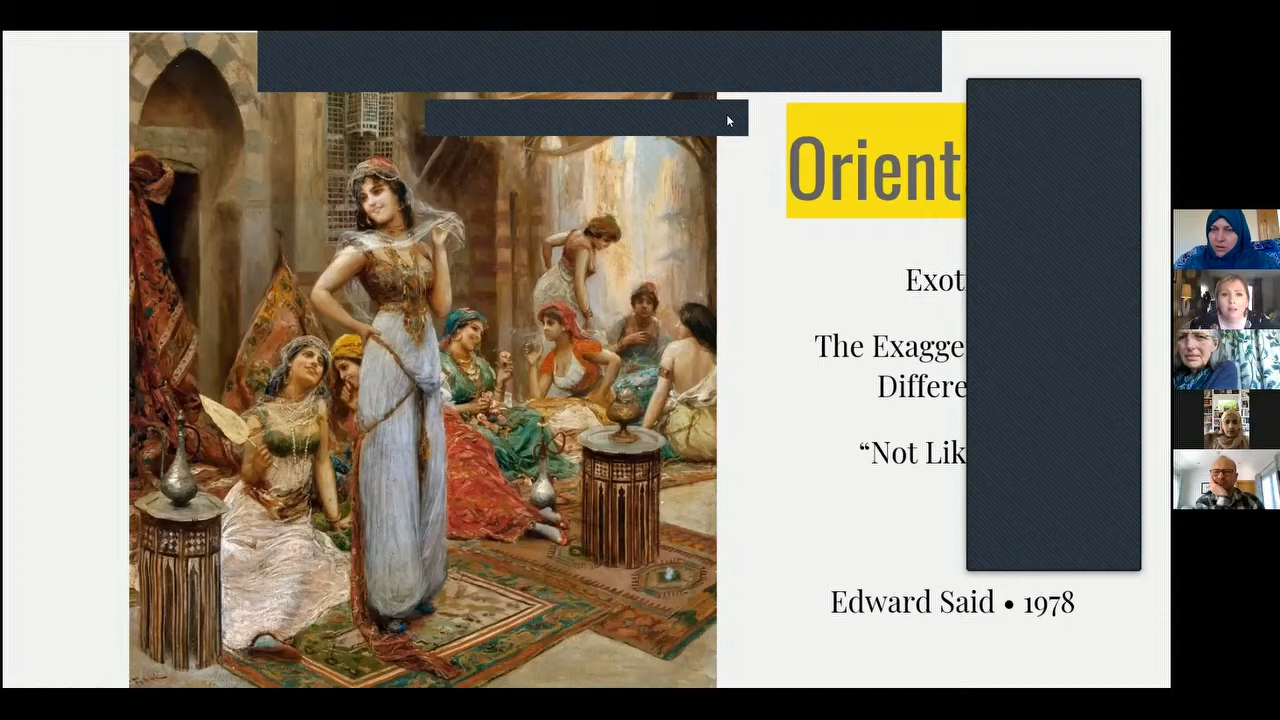 Orient
Exot
The Exagge
Differe
“Not Lik
Edward Said • 1978